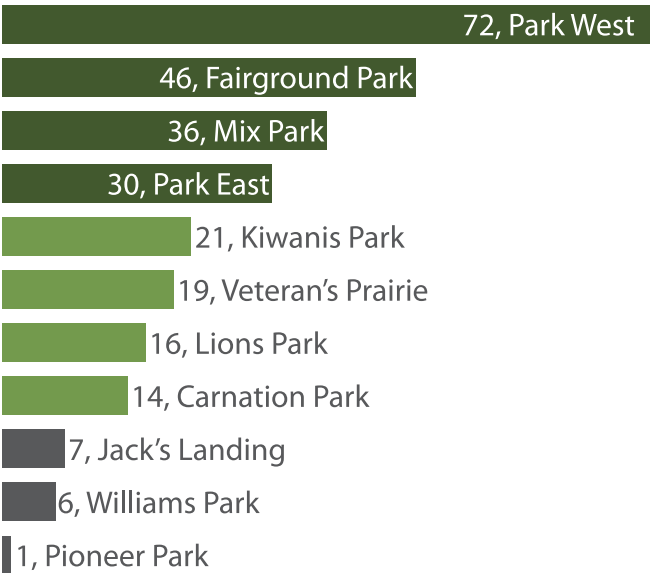 72, Park West
46, Fairground Park
36, Mix Park
30, Park East
21, Kiwanis Park
19, Veteran’s Prairie
16, Lions Park
14, Carnation Park
7, Jack’s Landing
6, Williams Park
1, Pioneer Park